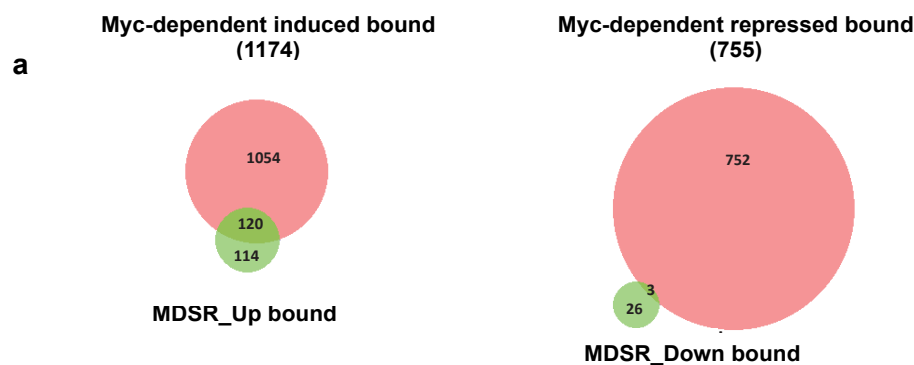 Myc-dependent induced bound
(1174)
Myc-dependent repressed bound
(755)
a
1054
120
114
MDSR_Up bound
752
3
26
MDSR_Down bound